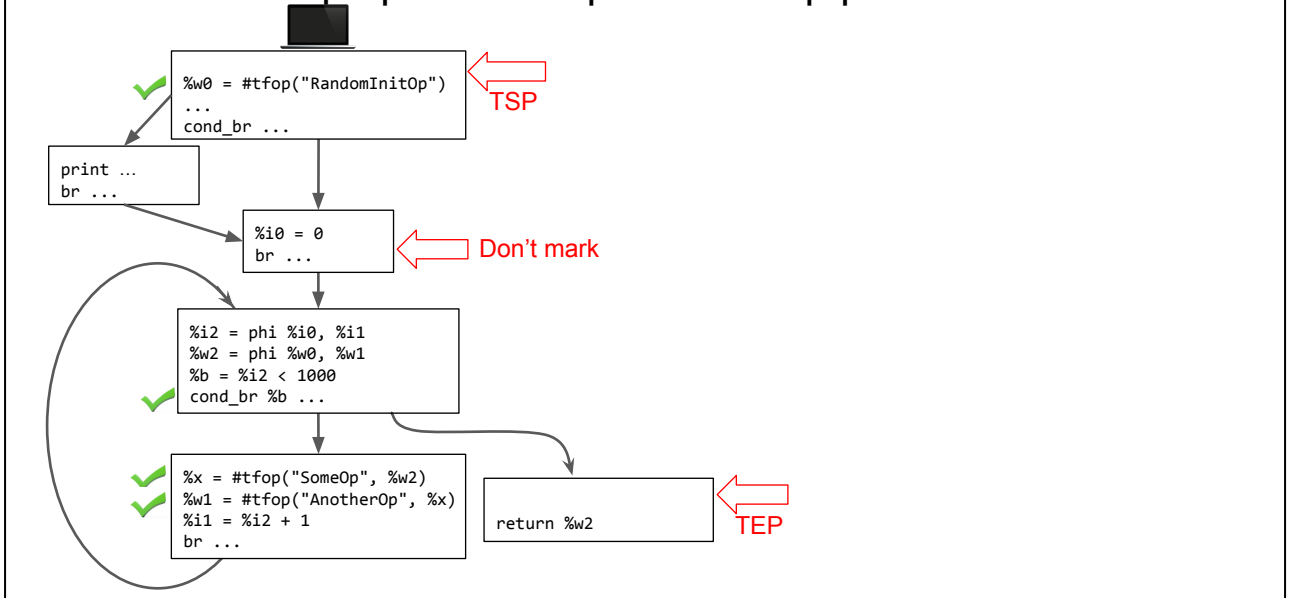 %w0 = #tfop("RandomInitOp")
...
cond_br ...
TSP
print ...
br ...
%i0 = 0
br ...
Don't mark
%i2 = phi %i0, %i1
%w2 = phi %w0, %w1
%b = %i2 < 1000
cond_br %b ...
%x = #tfop("SomeOp", %w2)
%w1 = #tfop("AnotherOp", %x)
%i1 = %i2 + 1
br ...
return %w2
TEP